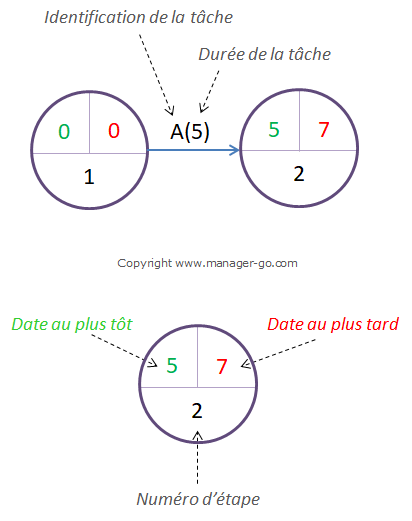 Identification de la tâche
Durée de la tâche
0 0 A(5) 5 7
1 2
Copyright www.manager-go.com
Date au plus tôt Date au plus tard
5 7
2
Numéro d'étape